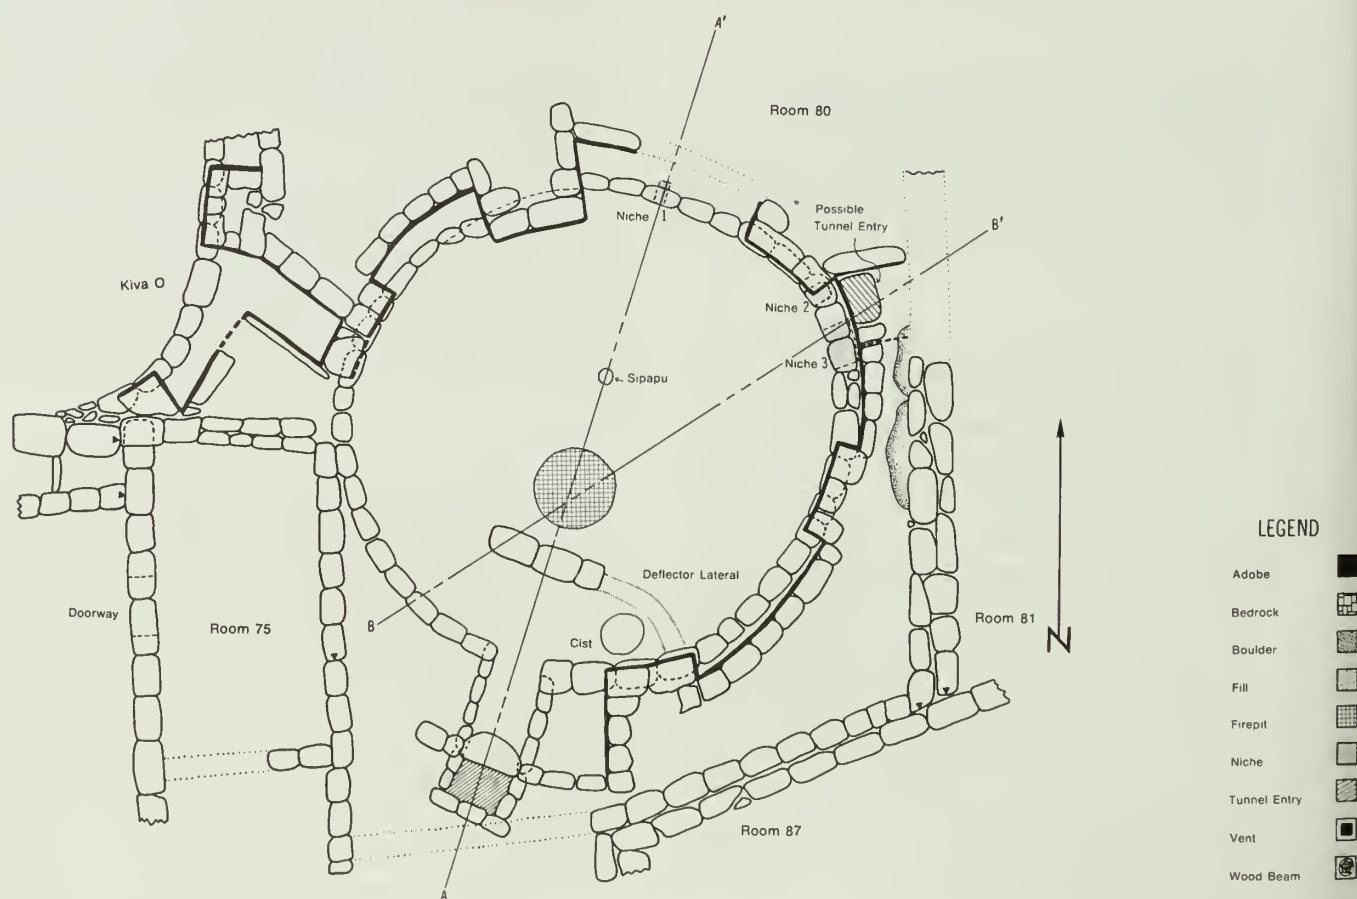 A'
Room 80
Possible
Tunnel Entry
B'
Niche 1
Kiva O
Niche 2
Niche 3
Sipapu
LEGEND
Adobe
Bedrock
Boulder
Fill
Firepit
Niche
Tunnel Entry
Vent
Wood Beam
Deflector Lateral
Doorway
Room 75
B
Cist
Room 81
N
Room 87
A